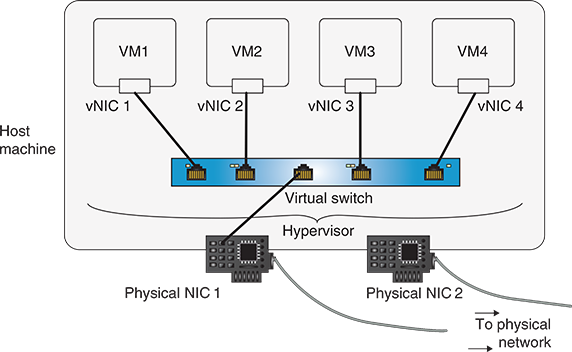 VM1 VM2 VM3 VM4
vNIC 1 vNIC 2 vNIC 3 vNIC 4
Host
machine
Virtual switch
Hypervisor
Physical NIC 1 Physical NIC 2
To physical
network